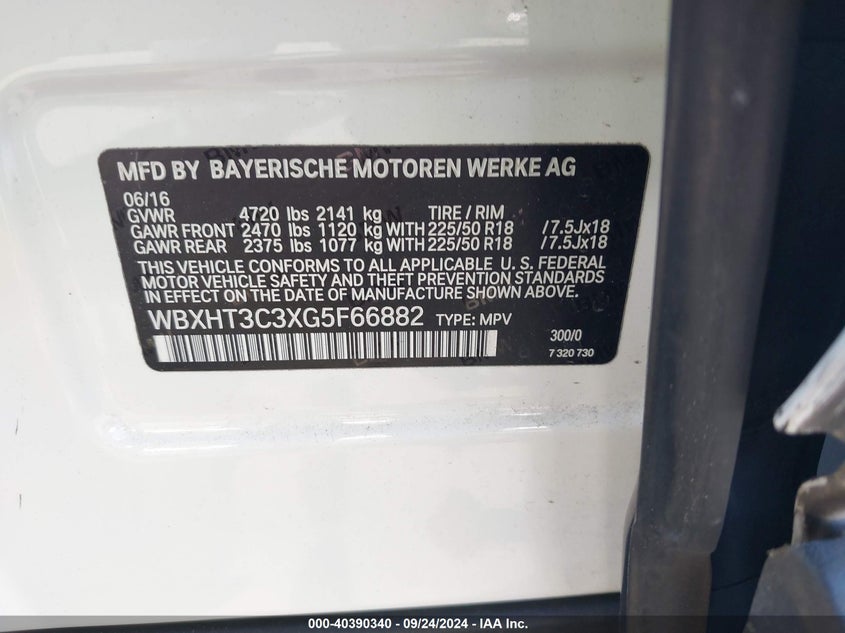 MFD BY BAYERISCHE MOTOREN WERKE AG
06/16
GVWR 4720 lbs 2141 kg TIRE / RIM
GAWR FRONT 2470 lbs 1120 kg WITH 225/50 R18 /7.5Jx18
GAWR REAR 2375 lbs 1077 kg WITH 225/50 R18 /7.5Jx18
THIS VEHICLE CONFORMS TO ALL APPLICABLE U.S. FEDERAL
MOTOR VEHICLE SAFETY AND THEFT PREVENTION STANDARDS
IN EFFECT ON THE DATE OF MANUFACTURE SHOWN ABOVE.
WBXHT3C3XG5F66882 TYPE: MPV
300/0
7 320 730
000-40390340 - 09/24/2024 - IAA Inc.